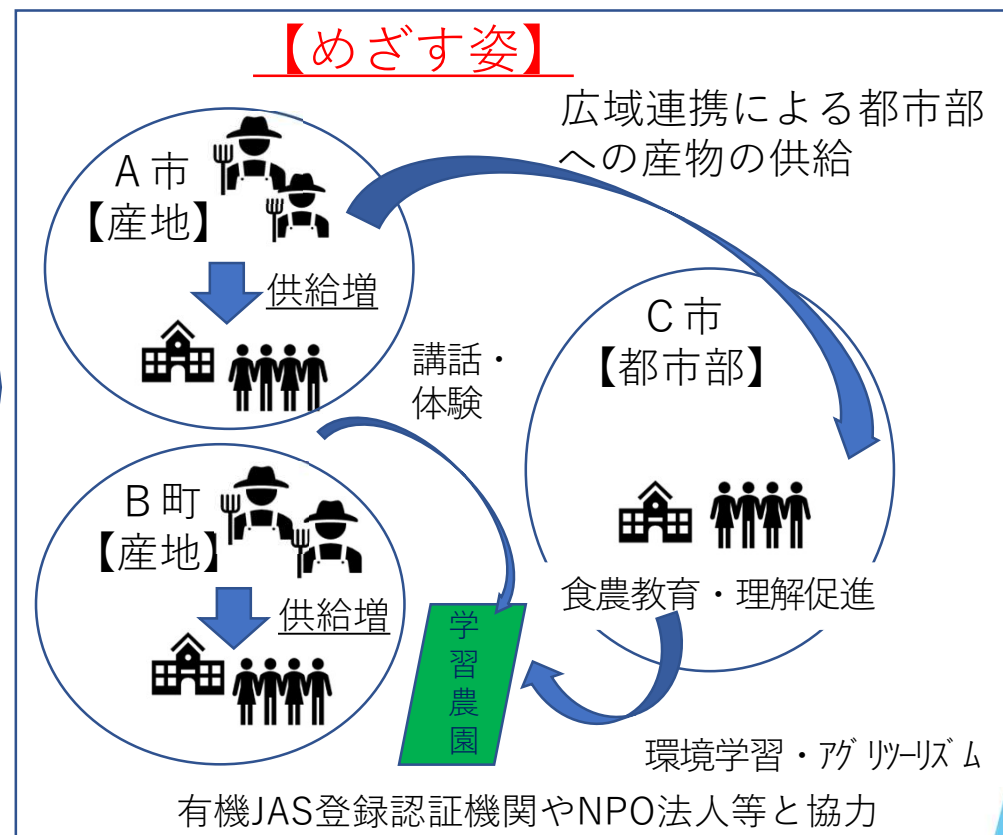 【めざす姿】
広域連携による都市部
への産物の供給
A市
【産地】
供給増
講話・
体験
C市
【都市部】
B町
【産地】
供給増
食農教育・理解促進
学習農園
環境学習・ｱｸﾞﾘﾂｰﾘｽﾞﾑ
有機JAS登録認証機関やNPO法人等と協力